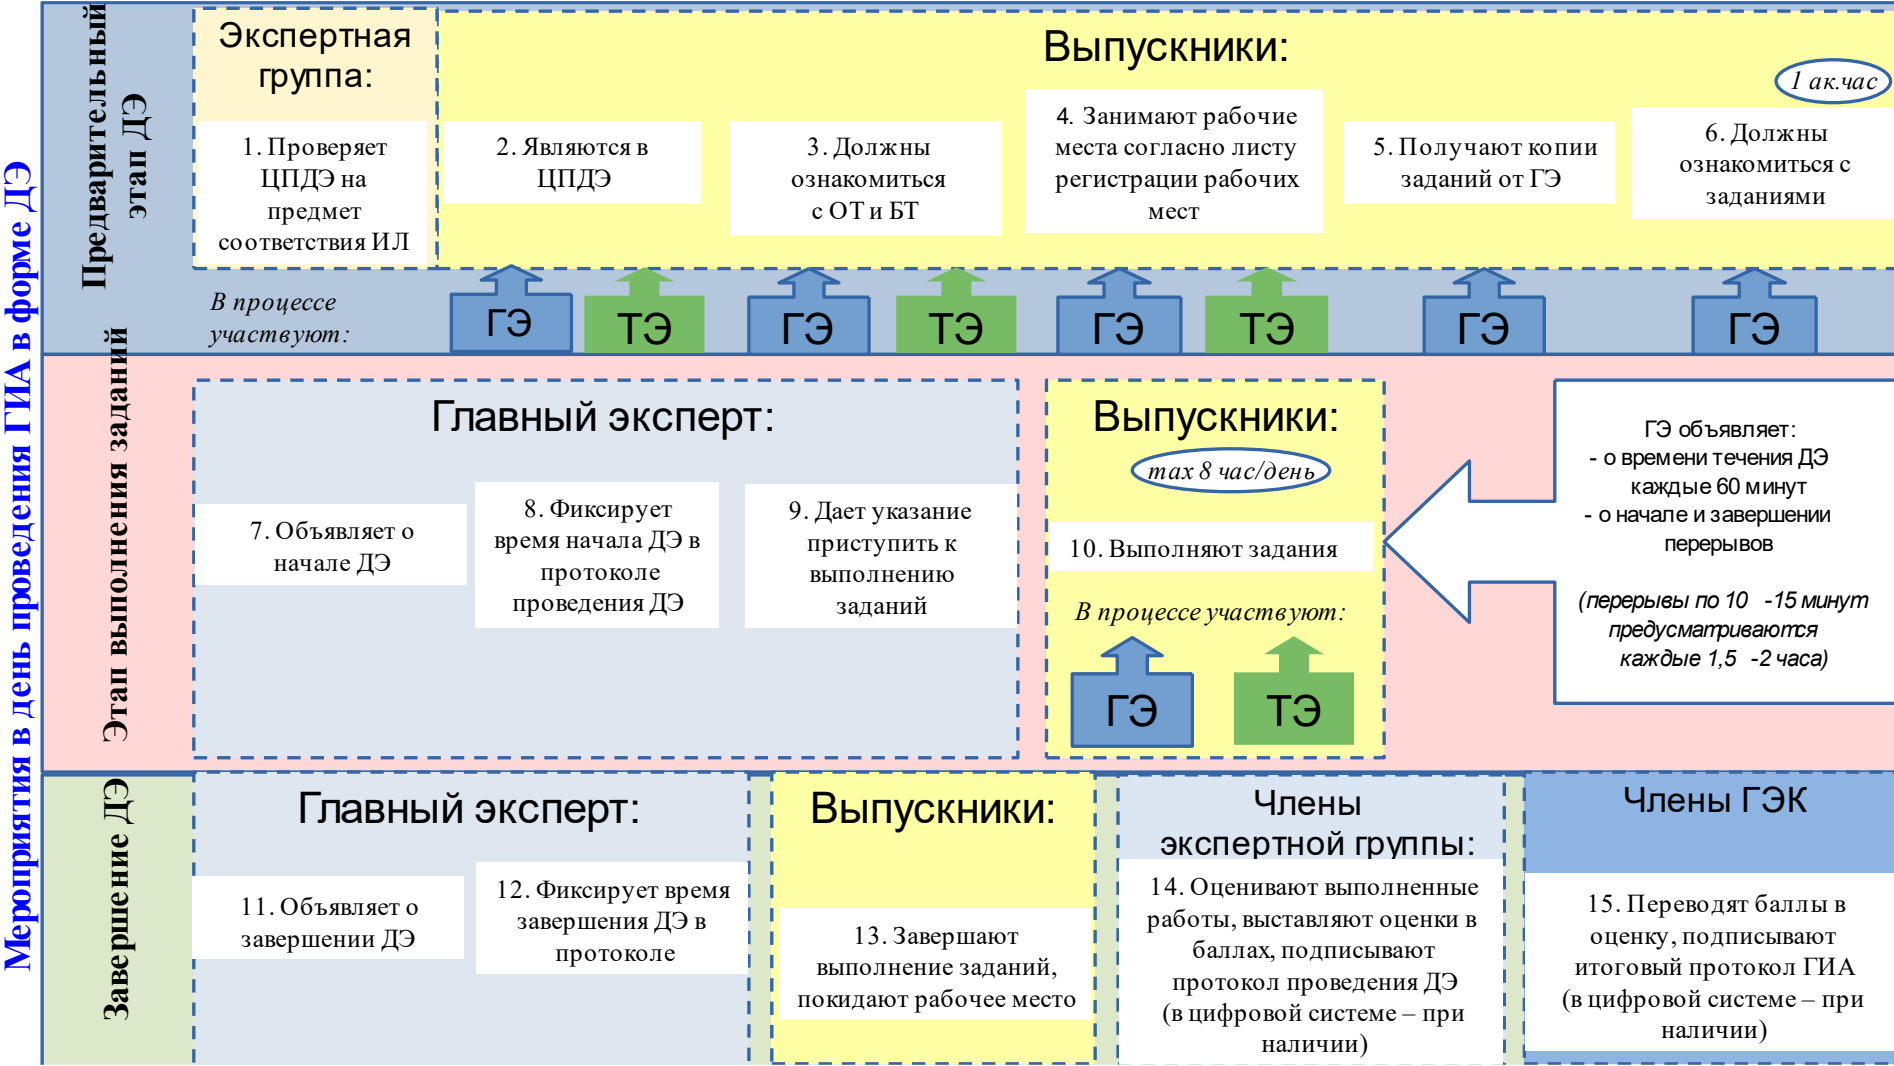 Мероприятия в день проведения ГИА в форме ДЭ
Предварительный
этап ДЭ
Экспертная
группа:
1. Проверяет
ЦПДЭ на
предмет
соответствия ИЛ
Выпускники:
1 ак.час
2. Являются в
ЦПДЭ
3. Должны
ознакомиться
с ОТ и БТ
4. Занимают рабочие
места согласно листу
регистрации рабочих
мест
5. Получают копии
заданий от ГЭ
6. Должны
ознакомиться с
заданиями
В процессе
участвуют:
ГЭ
ТЭ
ГЭ
ТЭ
ГЭ
ТЭ
ГЭ
ГЭ
Этап выполнения заданий
Главный эксперт:
7. Объявляет о
начале ДЭ
8. Фиксирует
время начала ДЭ в
протоколе
проведения ДЭ
9. Дает указание
приступить к
выполнению
заданий
Выпускники:
max 8 час/день
10. Выполняют задания
В процессе участвуют:
ГЭ
ТЭ
ГЭ объявляет:
- о времени течения ДЭ
каждые 60 минут
- о начале и завершении
перерывов
(перерывы по 10 -15 минут
предусматриваются
каждые 1,5 -2 часа)
Завершение ДЭ
Главный эксперт:
11. Объявляет о
завершении ДЭ
12. Фиксирует время
завершения ДЭ в
протоколе
Выпускники:
13. Завершают
выполнение заданий,
покидают рабочее место
Члены
экспертной группы:
14. Оценивают выполненные
работы, выставляют оценки в
баллах, подписывают
протокол проведения ДЭ
(в цифровой системе – при
наличии)
Члены ГЭК
15. Переводят баллы в
оценку, подписывают
итоговый протокол ГИА
(в цифровой системе – при
наличии)